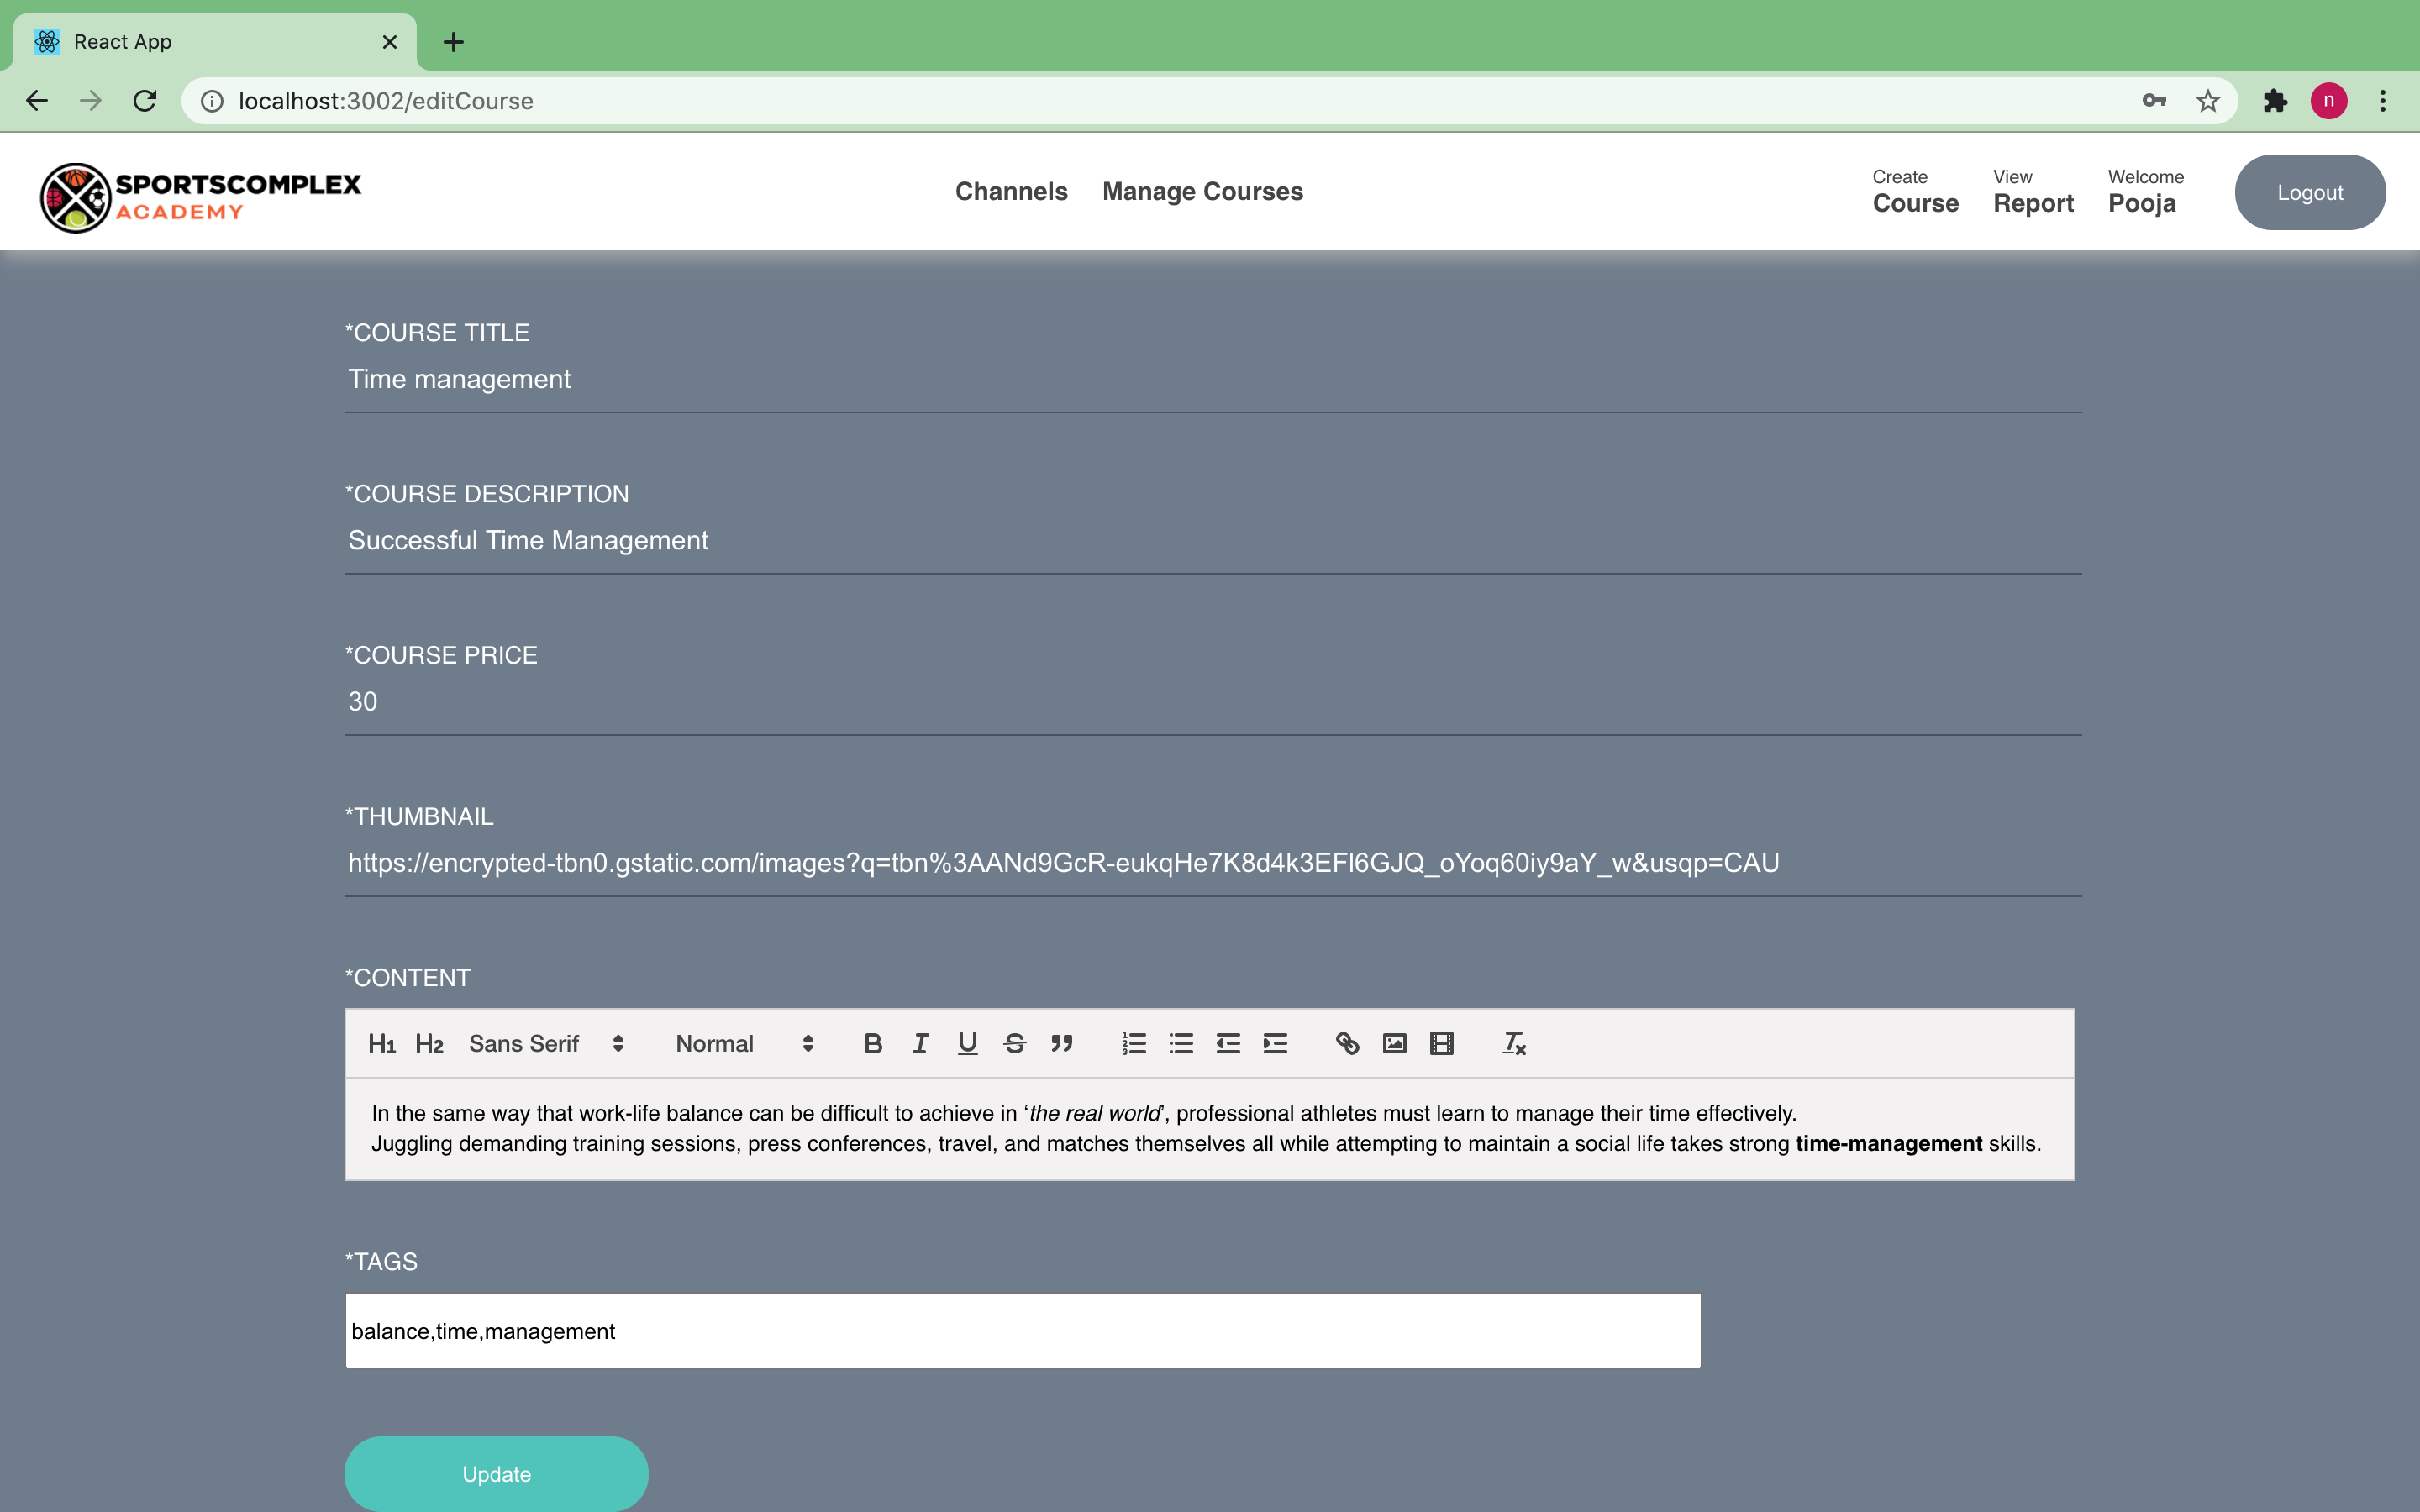 React App
localhost:3002/editCourse
n
SPORTSCOMPLEX
ACADEMY
Channels
Manage Courses
Create
Course
View
Report
Welcome
Pooja
Logout
*COURSE TITLE
Time management
*COURSE DESCRIPTION
Successful Time Management
*COURSE PRICE
30
*THUMBNAIL
https://encrypted-tbn0.gstatic.com/images?q=tbn%3AANd9GcR-eukqHe7K8d4k3EFl6GJQ_oYoq60iy9aY_w&usqp=CAU
*CONTENT
H1 H2 Sans Serif Normal B I U S
In the same way that work-life balance can be difficult to achieve in ‘the real world’, professional athletes must learn to manage their time effectively.
Juggling demanding training sessions, press conferences, travel, and matches themselves all while attempting to maintain a social life takes strong time-management skills.
*TAGS
balance,time,management
Update